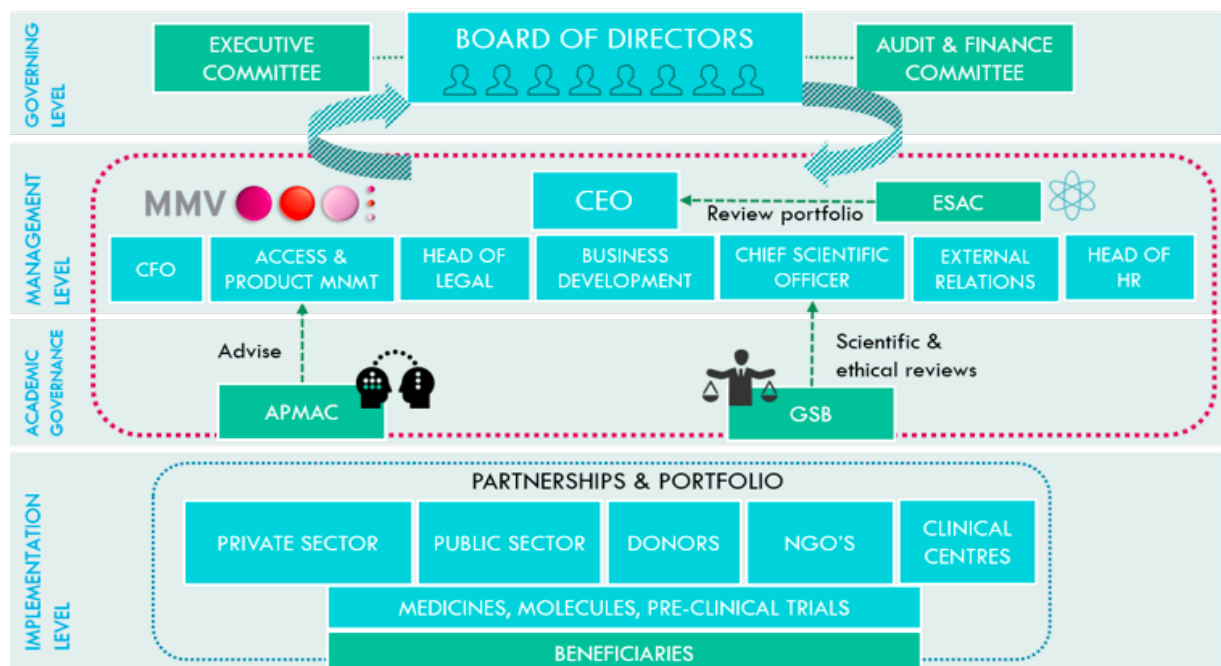 GOVERNING
LEVEL
EXECUTIVE
COMMITTEE
BOARD OF DIRECTORS
AUDIT & FINANCE
COMMITTEE
MANAGEMENT
LEVEL
MMV
CEO
Review portfolio
ESAC
CFO
ACCESS &
PRODUCT MNMT
HEAD OF
LEGAL
BUSINESS
DEVELOPMENT
CHIEF SCIENTIFIC
OFFICER
EXTERNAL
RELATIONS
HEAD OF
HR
ACADEMIC
GOVERNANCE
Advise
APMAC
Scientific &
ethical reviews
GSB
IMPLEMENTATION
LEVEL
PARTNERSHIPS & PORTFOLIO
PRIVATE SECTOR
PUBLIC SECTOR
DONORS
NGO'S
CLINICAL
CENTRES
MEDICINES, MOLECULES, PRE-CLINICAL TRIALS
BENEFICIARIES